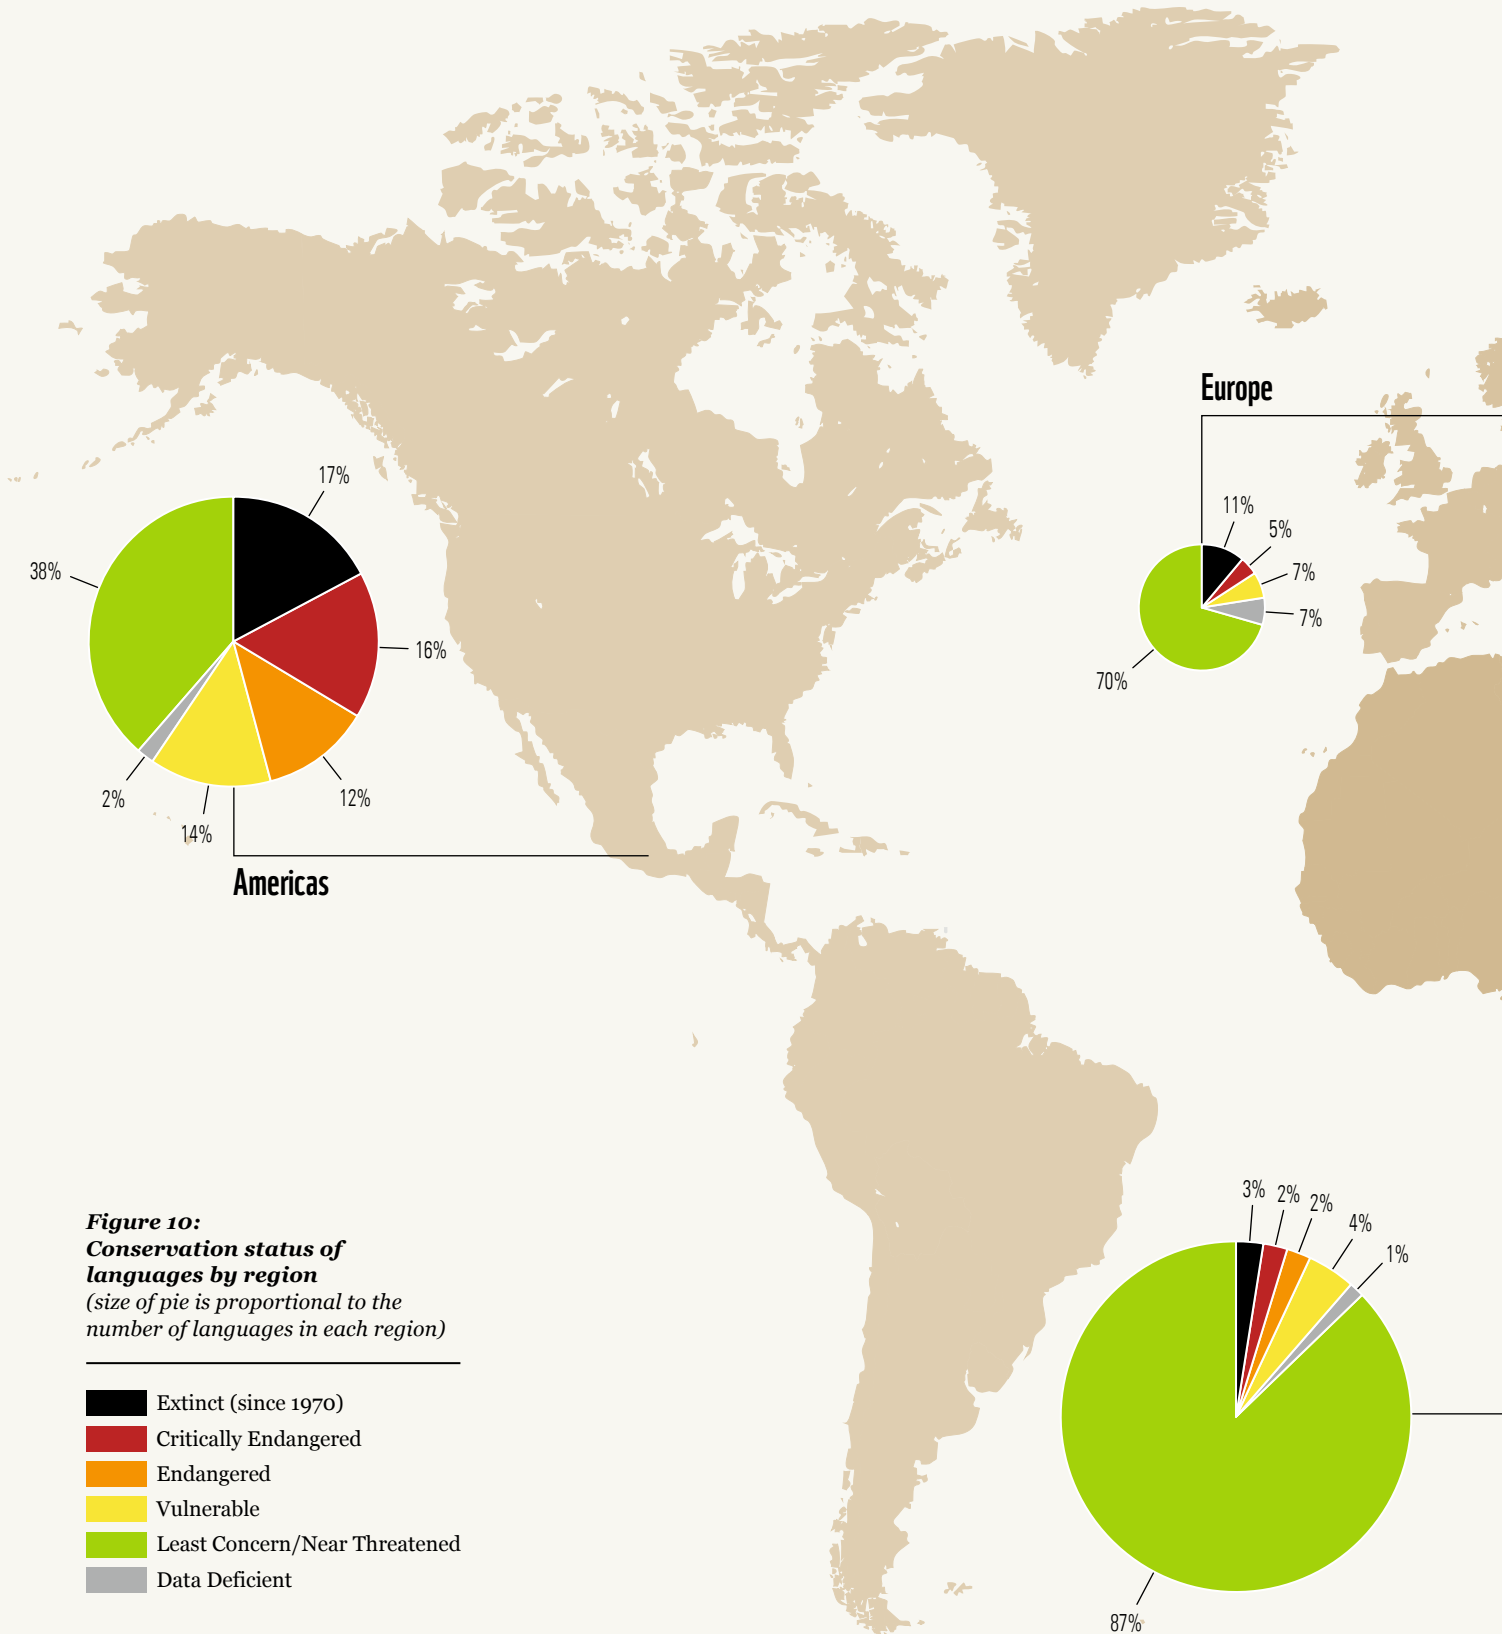 Europe
11%
5%
7%
7%
70%
17%
38%
16%
2%
12%
14%
Americas
3%
2%
2%
4%
1%
87%
Figure 10:
Conservation status of
languages by region
(size of pie is proportional to the
number of languages in each region)
Extinct (since 1970)
Critically Endangered
Endangered
Vulnerable
Least Concern/Near Threatened
Data Deficient